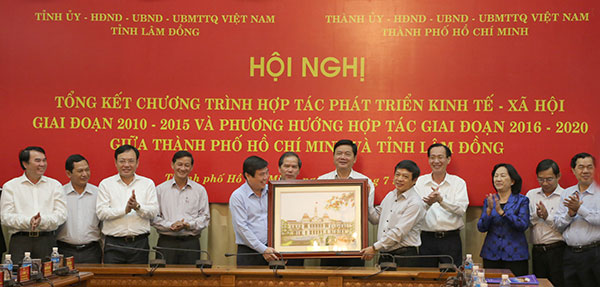 TỈNH ỦY - HĐND - UBND - UBMTTQ VIỆT NAM
TỈNH LÂM ĐỒNG
THÀNH ỦY - HĐND - UBND - UBMTTQ VIỆT NAM
THÀNH PHỐ HỒ CHÍ MINH
HỘI NGHỊ
TỔNG KẾT CHƯƠNG TRÌNH HỢP TÁC PHÁT TRIỂN KINH TẾ - XÃ HỘI
GIAI ĐOẠN 2010 - 2015 VÀ PHƯƠNG HƯỚNG HỢP TÁC GIAI ĐOẠN 2016 - 2020
GIỮA THÀNH PHỐ HỒ CHÍ MINH VÀ TỈNH LÂM ĐỒNG
phố Hồ 7